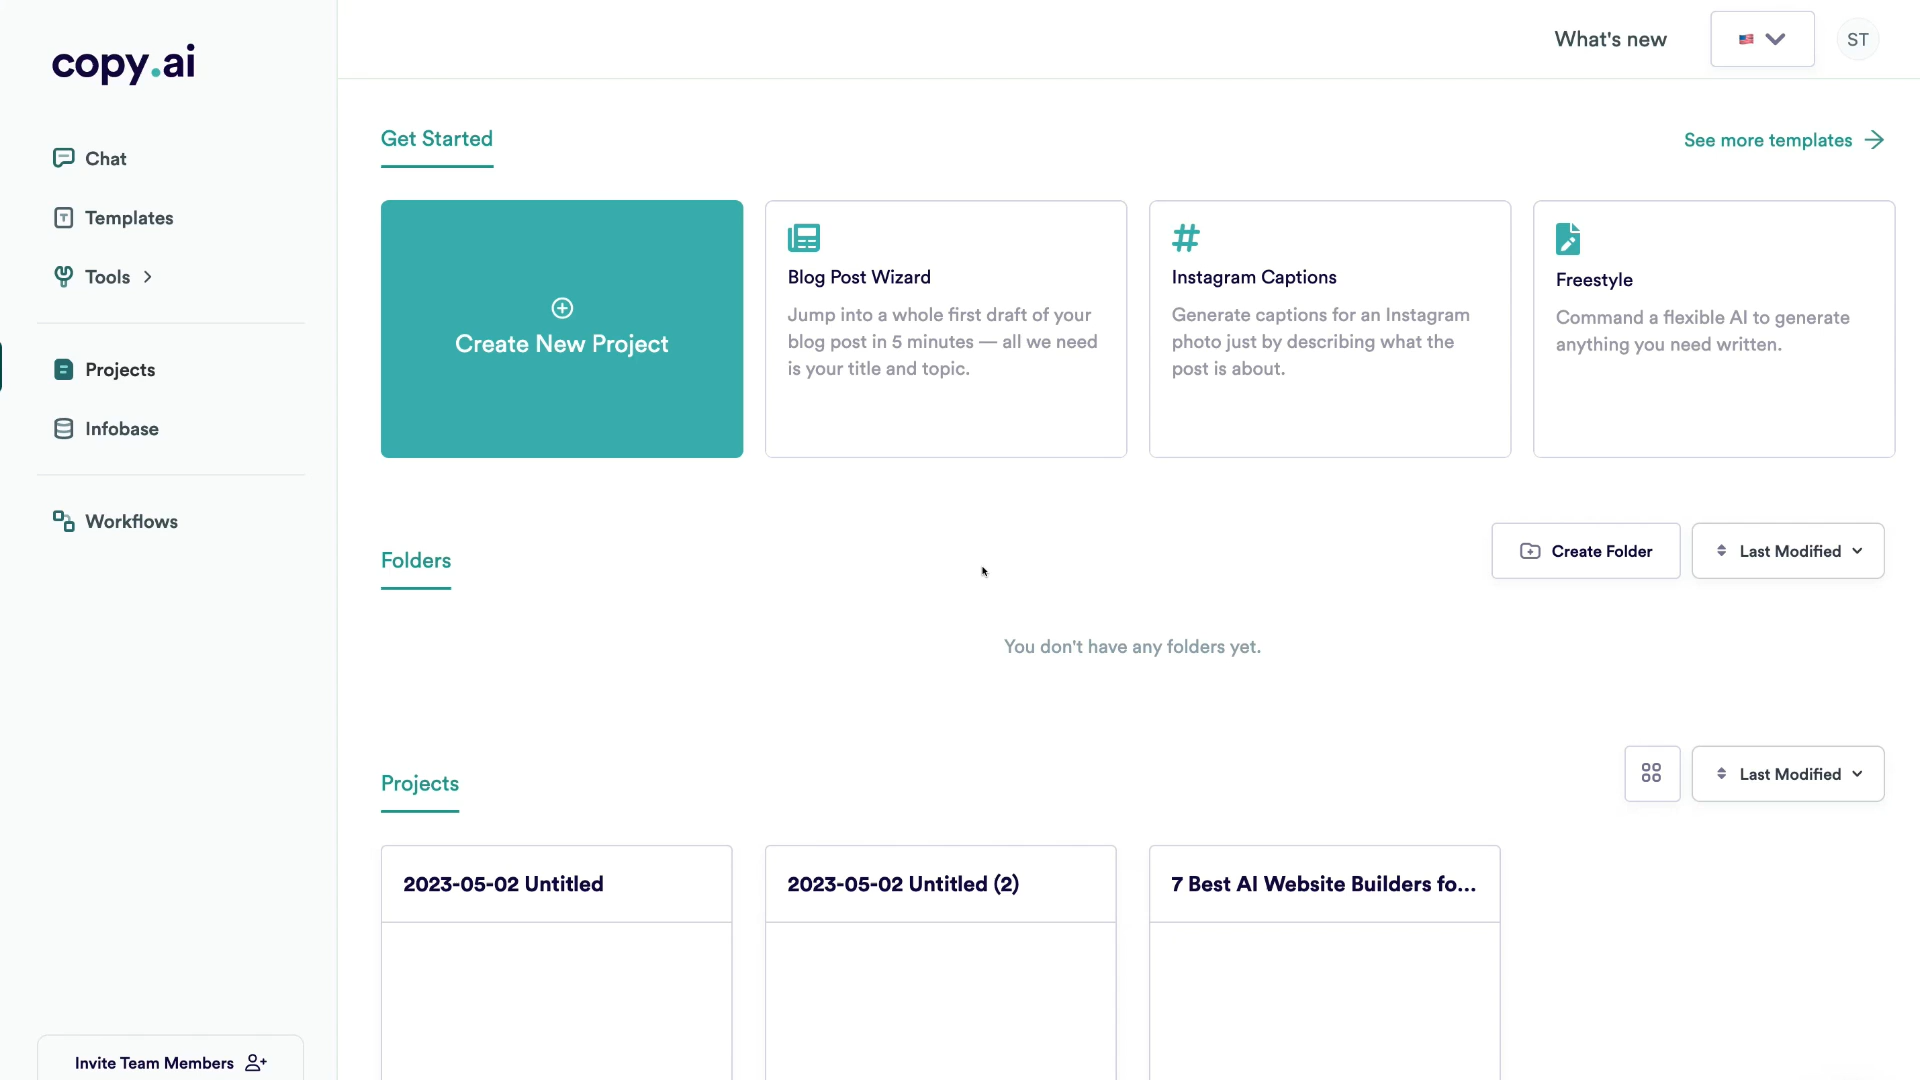 copy.ai
Chat
Templates
Tools
Projects
Infobase
Workflows
Invite Team Members
What's new
ST
Get Started
See more templates
Create New Project
Blog Post Wizard
Jump into a whole first draft of your
blog post in 5 minutes — all we need
is your title and topic.
Instagram Captions
Generate captions for an Instagram
photo just by describing what the
post is about.
Freestyle
Command a flexible AI to generate
anything you need written.
Folders
Create Folder
Last Modified
You don't have any folders yet.
Projects
Last Modified
2023-05-02 Untitled
2023-05-02 Untitled (2)
7 Best AI Website Builders fo...